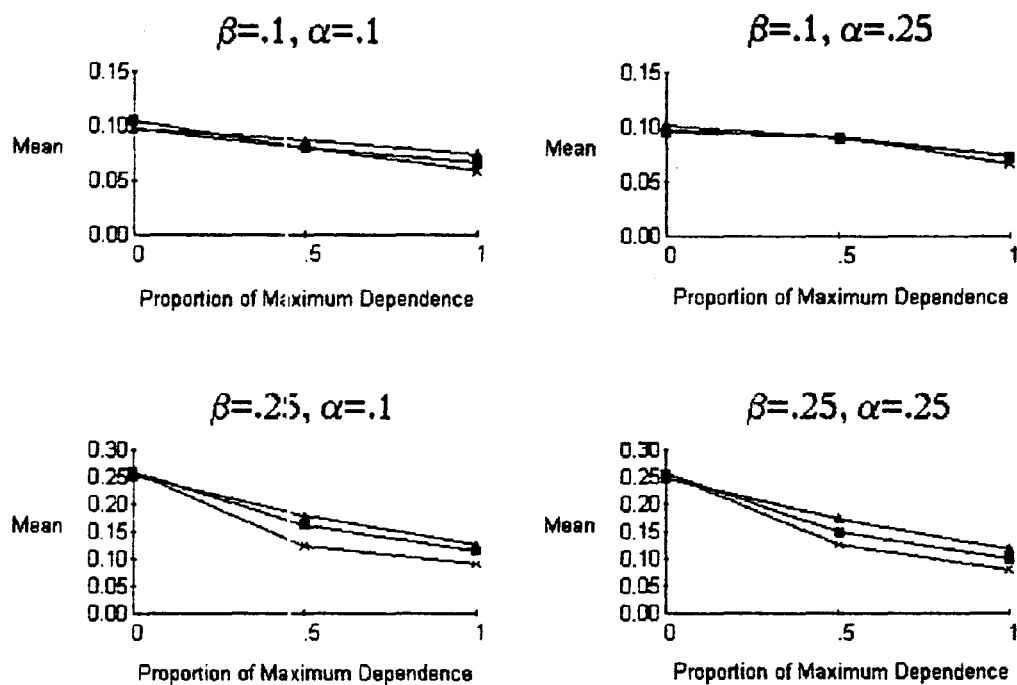 β=.1, α=.1
0.15
0.10
Mean
0.05
0.00
0 .5 1
Proportion of Maximum Dependence
β=.1, α=.25
0.15
0.10
Mean
0.05
0.00
0 .5 1
Proportion of Maximum Dependence
β=.25, α=.1
0.30
0.25
0.20
Mean
0.15
0.10
0.05
0.00
0 .5 1
Proportion of Maximum Dependence
β=.25, α=.25
0.30
0.25
0.20
Mean
0.15
0.10
0.05
0.00
0 .5 1
Proportion of Maximum Dependence